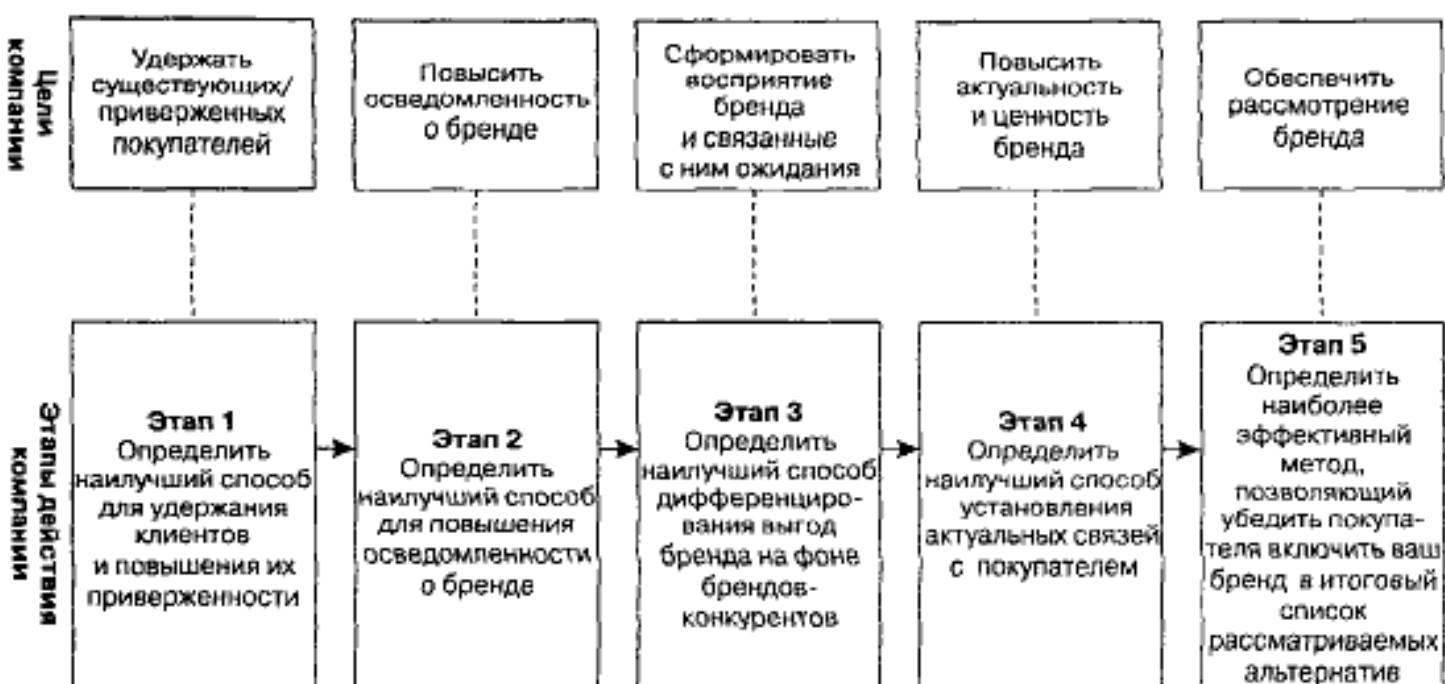 Цели
компании
Удержать
существующих/
приверженных
покупателей
Повысить
осведомленность
о бренде
Сформировать
восприятие
бренда
и связанные
с ним ожидания
Повысить
актуальность
и ценность
бренда
Обеспечить
рассмотрение
бренда
Этапы действия
компании
Этап 1
Определить
наилучший способ
для удержания
клиентов
и повышения их
приверженности
Этап 2
Определить
наилучший способ
для повышения
осведомленности
о бренде
Этап 3
Определить
наилучший способ
дифференциро-
вания выгод
бренда на фоне
брендов-
конкурентов
Этап 4
Определить
наилучший способ
установления
актуальных связей
с покупателем
Этап 5
Определить
наиболее
эффективный
метод,
позволяющий
убедить покупа-
теля включить ваш
бренд в итоговый
список
рассматриваемых
альтернатив